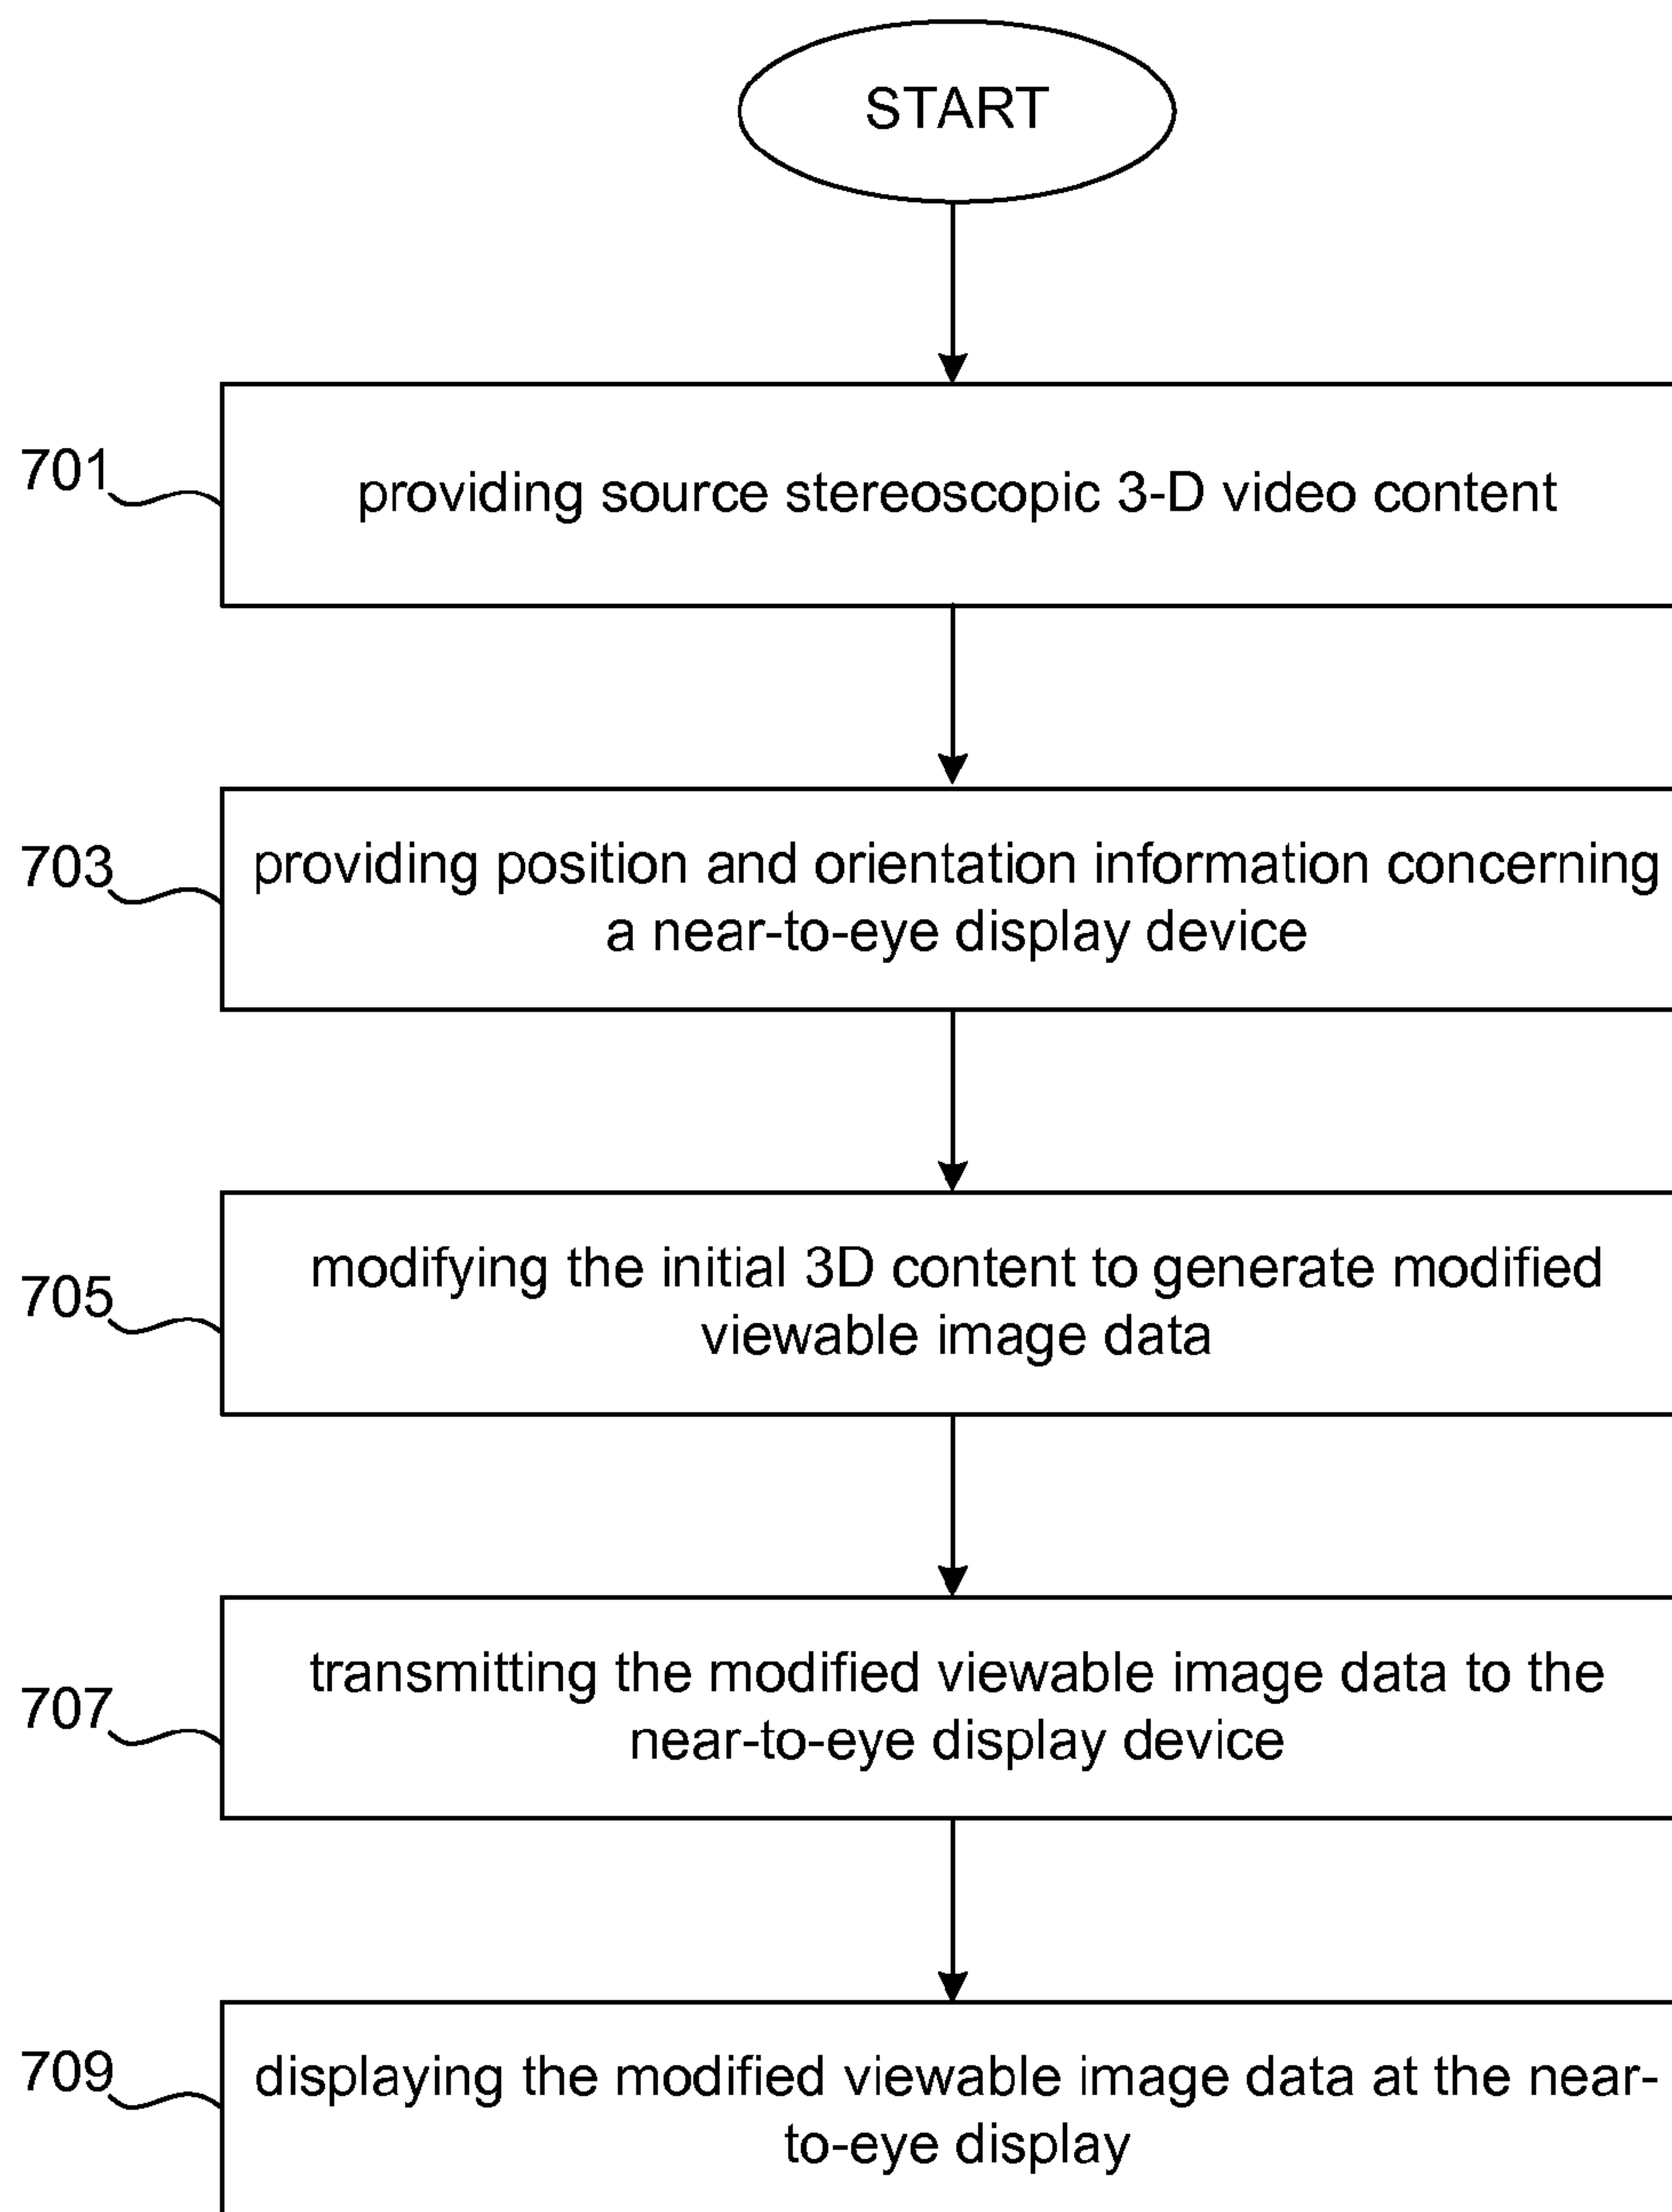 START
701
providing source stereoscopic 3-D video content
703
providing position and orientation information concerning
a near-to-eye display device
705
modifying the initial 3D content to generate modified
viewable image data
707
transmitting the modified viewable image data to the
near-to-eye display device
709
displaying the modified viewable image data at the near-
to-eye display